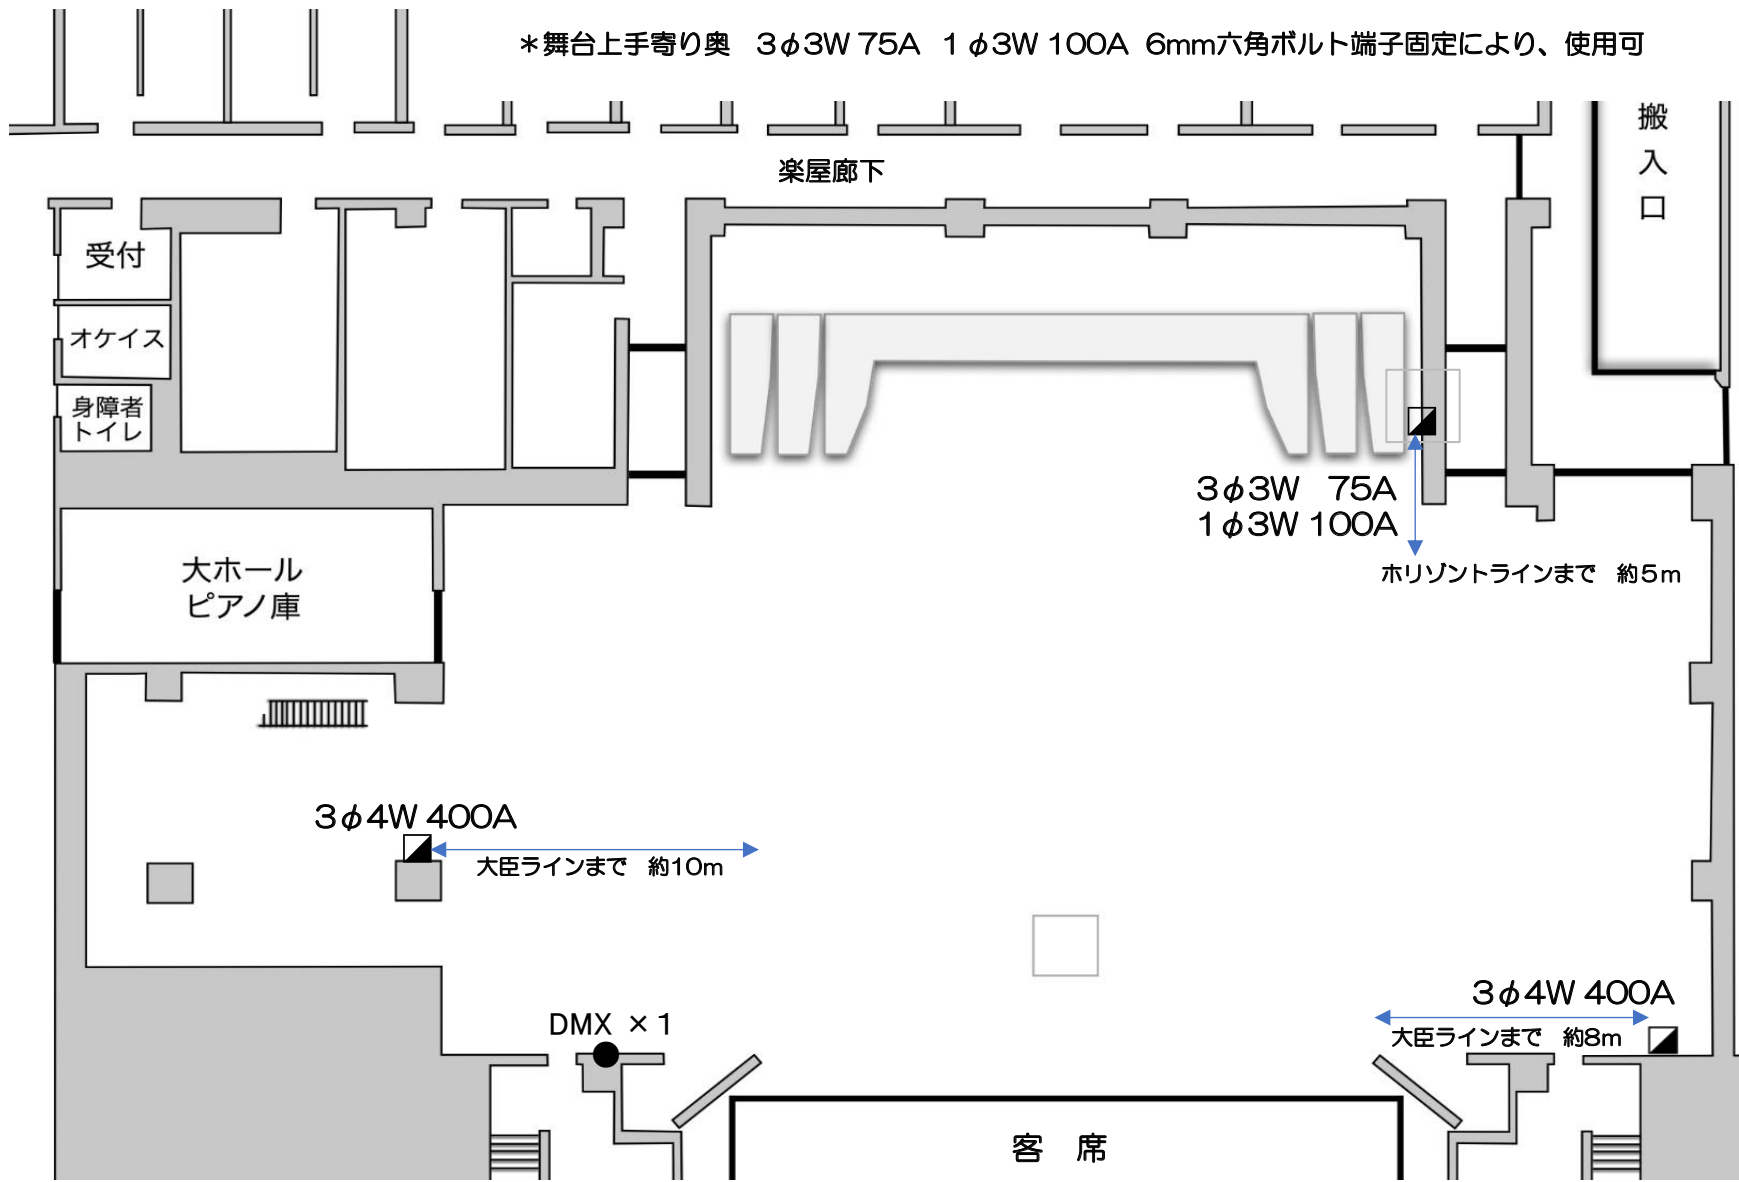 ＊舞台上手寄り奥　3φ3W 75A　1φ3W 100A　6mm六角ボルト端子固定により、使用可
搬入口
楽屋廊下
受付
オケイス
身障者
トイレ
3φ3W　75A
1φ3W 100A
ホリゾントラインまで　約5m
大ホール
ピアノ庫
3φ4W 400A
大臣ラインまで　約10m
3φ4W 400A
大臣ラインまで　約8m
DMX ×1
客　席